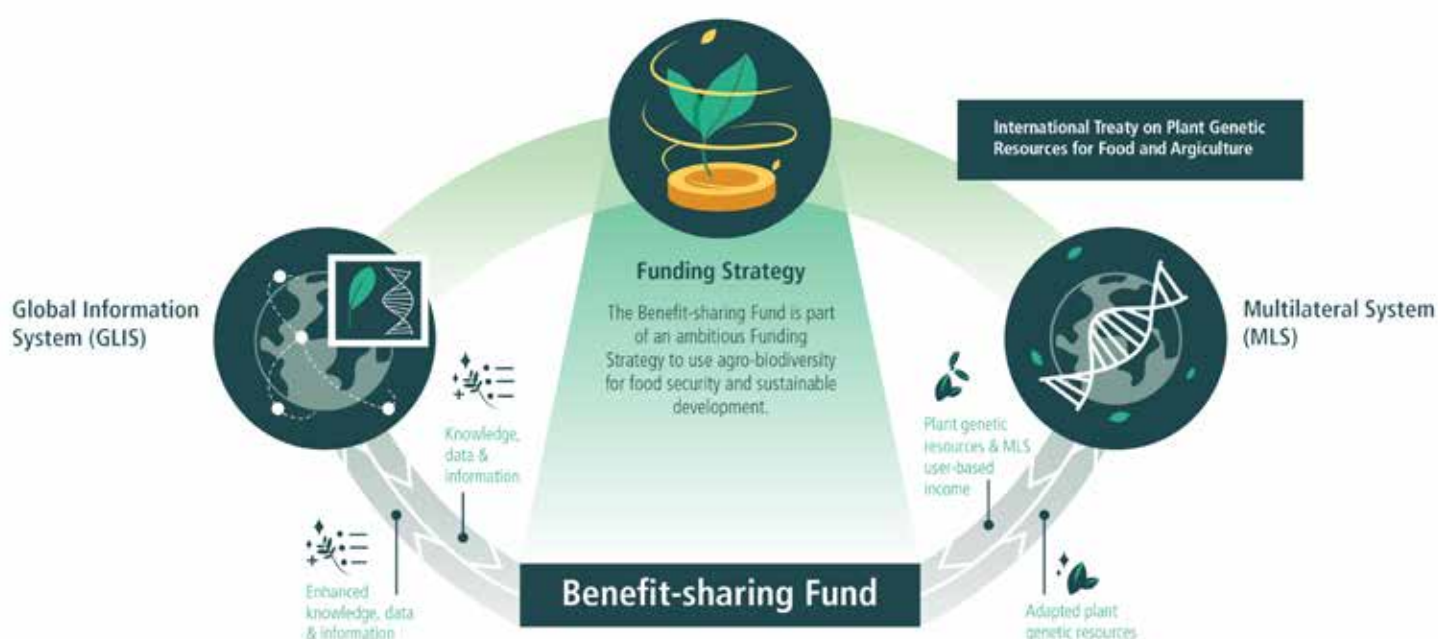 International Treaty on Plant Genetic
Resources for Food and Argiculture
Funding Strategy
The Benefit-sharing Fund is part
of an ambitious Funding
Strategy to use agro-biodiversity
for food security and sustainable
development.
Global Information
System (GLIS)
Multilateral System
(MLS)
Knowledge,
data &
information
Plant genetic
resources & MLS
user-based
income
Enhanced
knowledge, data
& information
Benefit-sharing Fund
Adapted plant
genetic resources